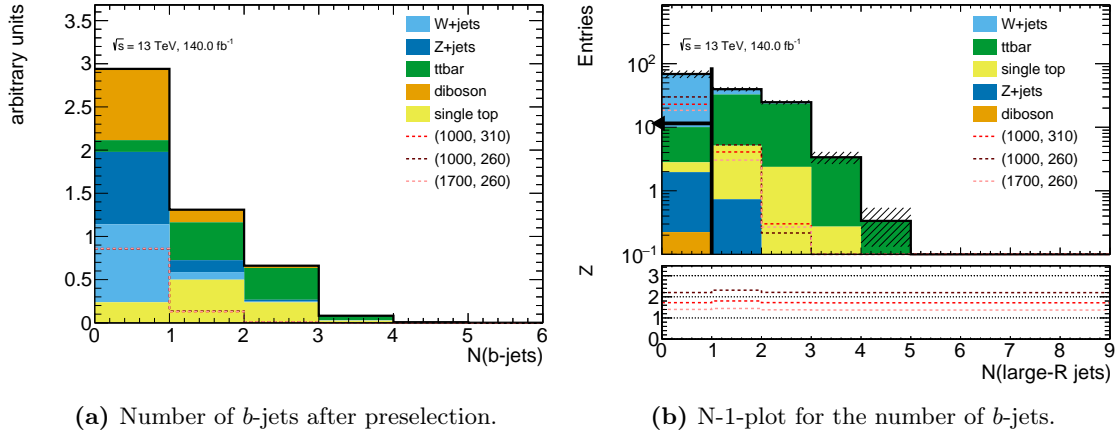 arbitrary units
3.5
3
2.5
2
1.5
1
0.5
0
0 1 2 3 4 5 6
N(b-jets)
√s = 13 TeV, 140.0 fb⁻¹
W+jets
Z+jets
ttbar
diboson
single top
(1000, 310)
(1000, 260)
(1700, 260)
Entries
10²
10
1
10⁻¹
√s = 13 TeV, 140.0 fb⁻¹
W+jets
ttbar
single top
Z+jets
diboson
(1000, 310)
(1000, 260)
(1700, 260)
Z
3
2
1
0
0 1 2 3 4 5 6 7 8 9
N(large-R jets)
(a) Number of b-jets after preselection.
(b) N-1-plot for the number of b-jets.